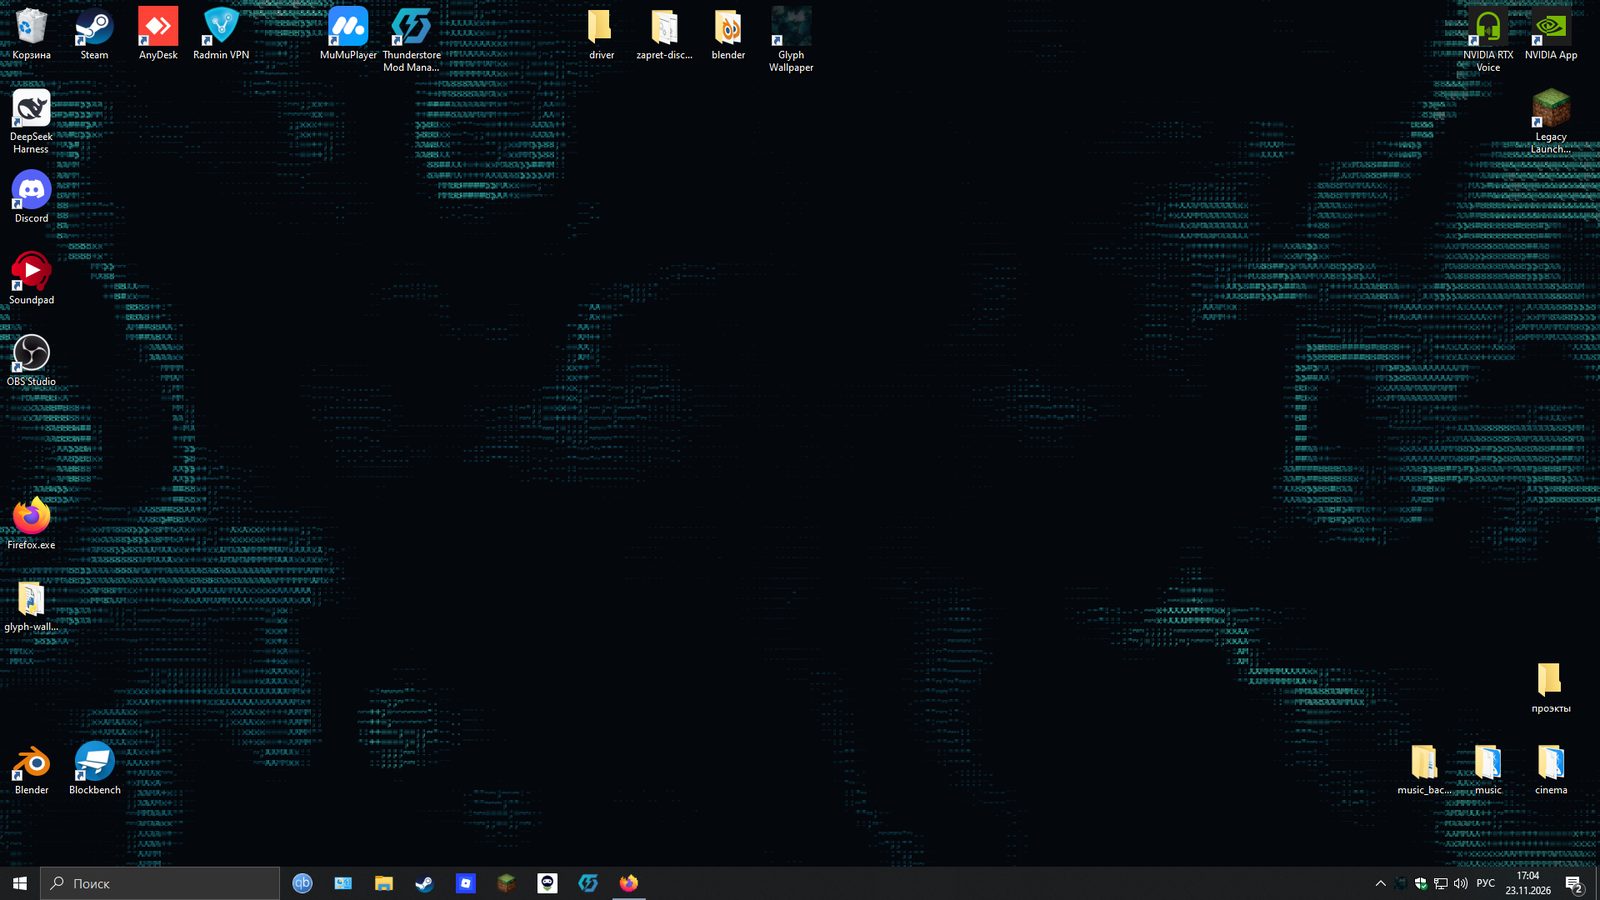 Корзина
Steam
AnyDesk
Radmin VPN
MuMuPlayer
Thunderstore
Mod Mana...
driver
zapret-disc...
blender
Glyph
Wallpaper
NVIDIA RTX
Voice
NVIDIA App
DeepSeek
Harness
Legacy
Launch...
Discord
Soundpad
OBS Studio
Firefox.exe
glyph-wall...
проэкты
Blender
Blockbench
music_bac...
music
cinema
Поиск
qb
РУС
17:04
23.11.2026
2